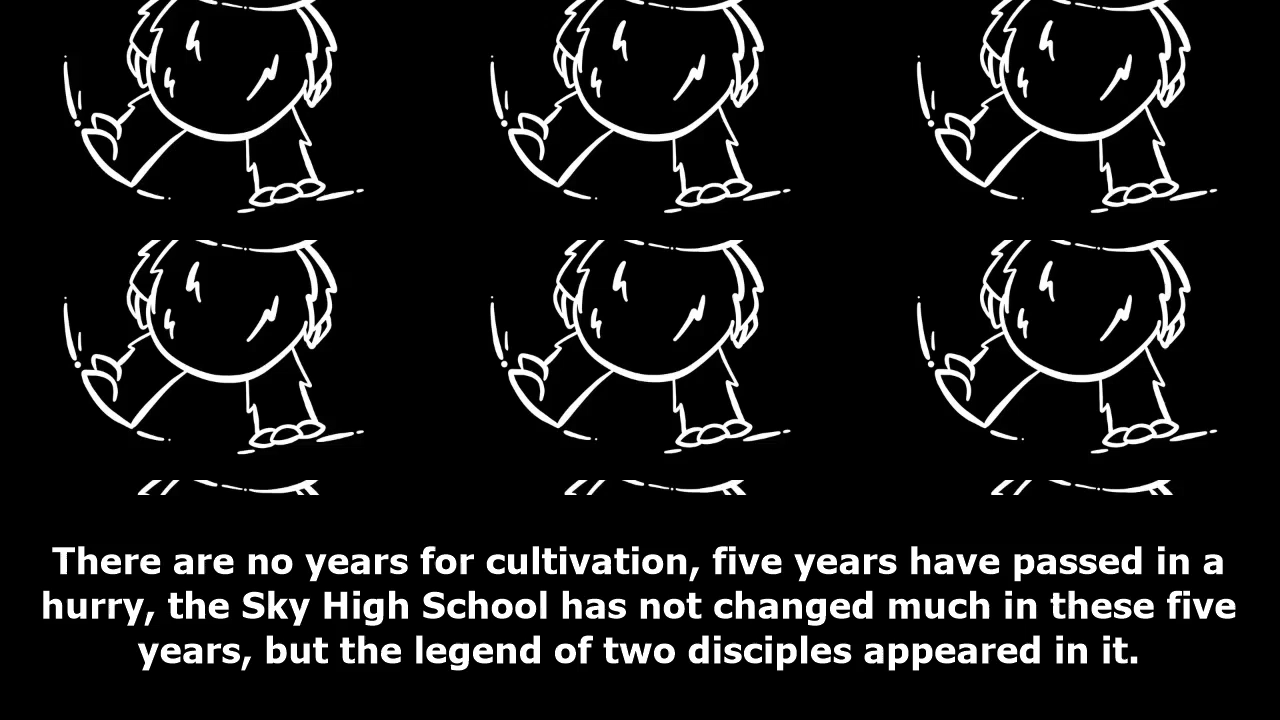 There are no years for cultivation, five years have passed in a
hurry, the Sky High School has not changed much in these five
years, but the legend of two disciples appeared in it.